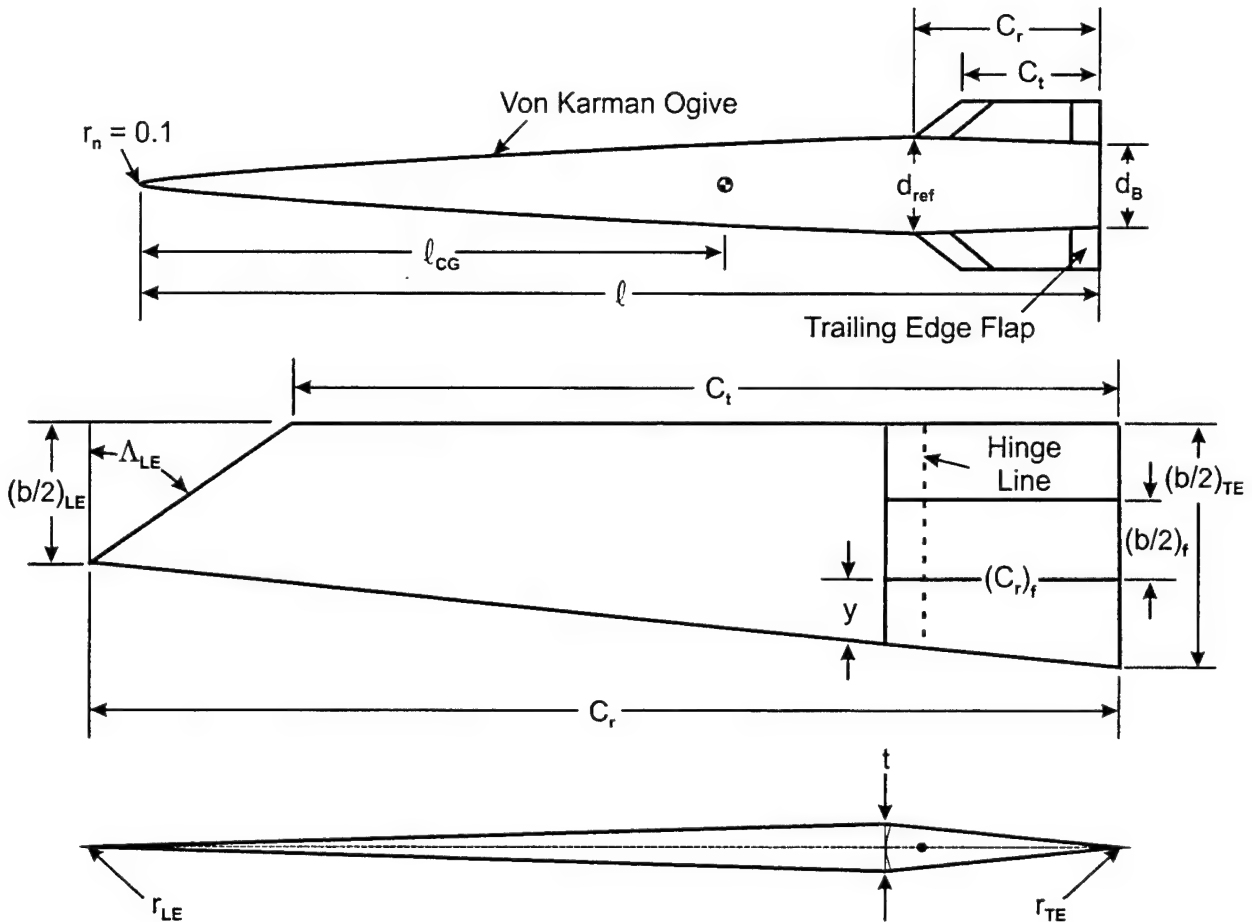 C_r
C_t
Von Karman Ogive
r_n = 0.1
d_ref
d_B
ℓ_CG
ℓ
Trailing Edge Flap
C_t
Λ_LE
(b/2)_LE
Hinge
Line
(b/2)_TE
(b/2)_f
(C_r)_f
y
C_r
t
r_LE
r_TE